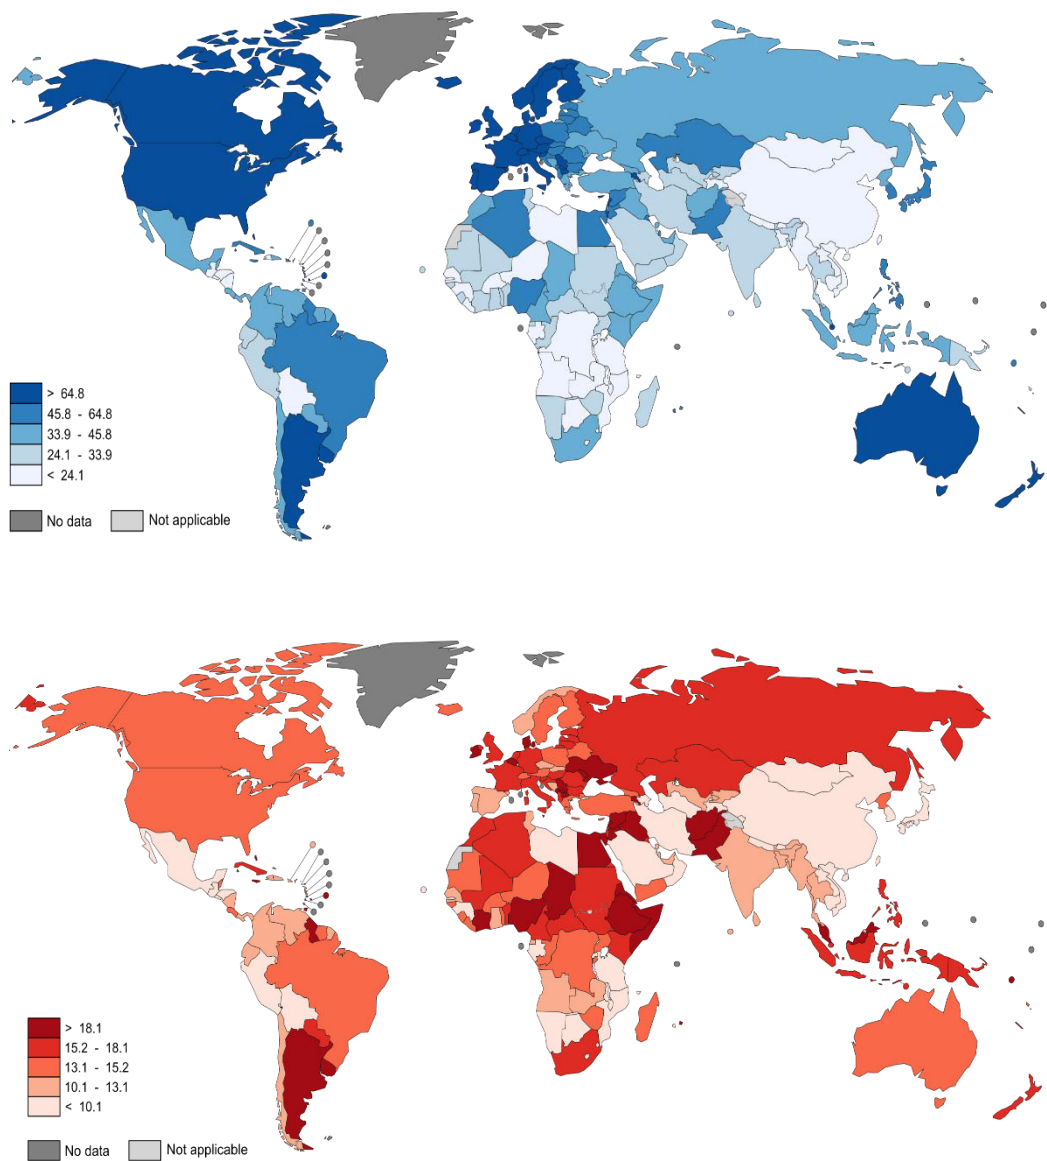 > 64.8
45.8 - 64.8
33.9 - 45.8
24.1 - 33.9
< 24.1
No data
Not applicable
> 18.1
15.2 - 18.1
13.1 - 15.2
10.1 - 13.1
< 10.1
No data
Not applicable